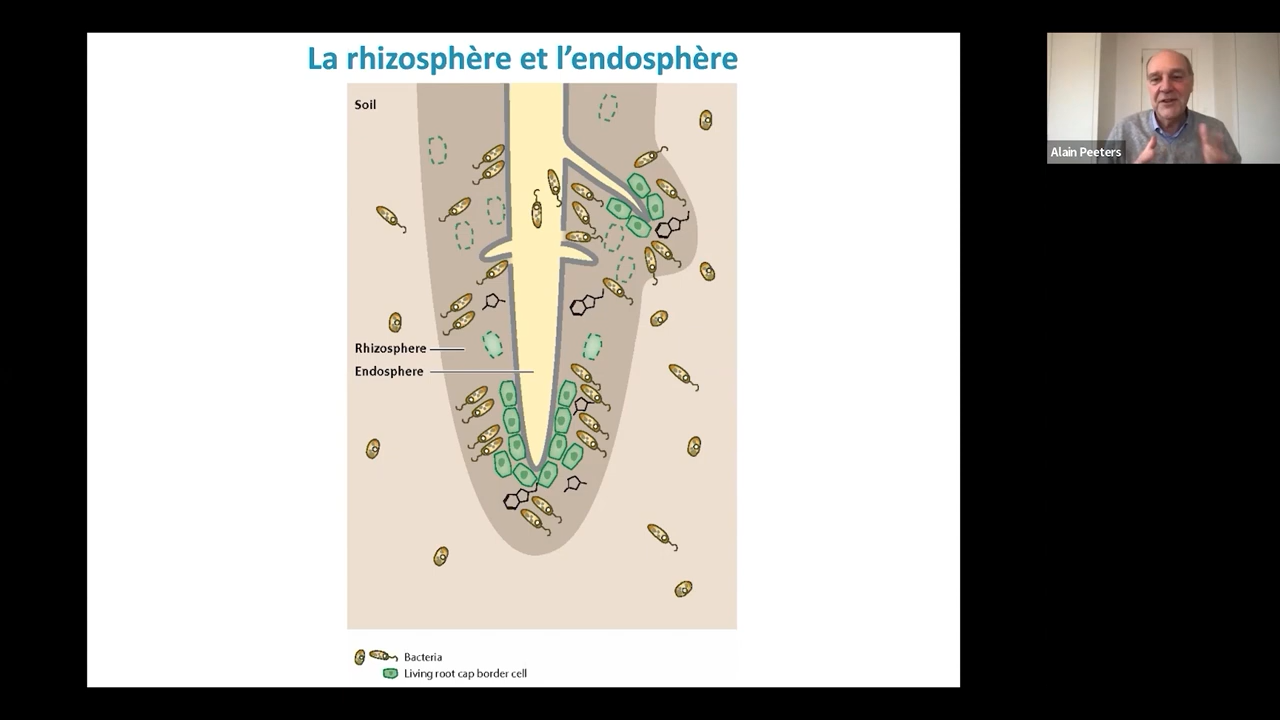 La rhizosphère et l'endosphère
Soil
Rhizosphere
Endosphere
Bacteria
Living root cap border cell
Alain Peeters